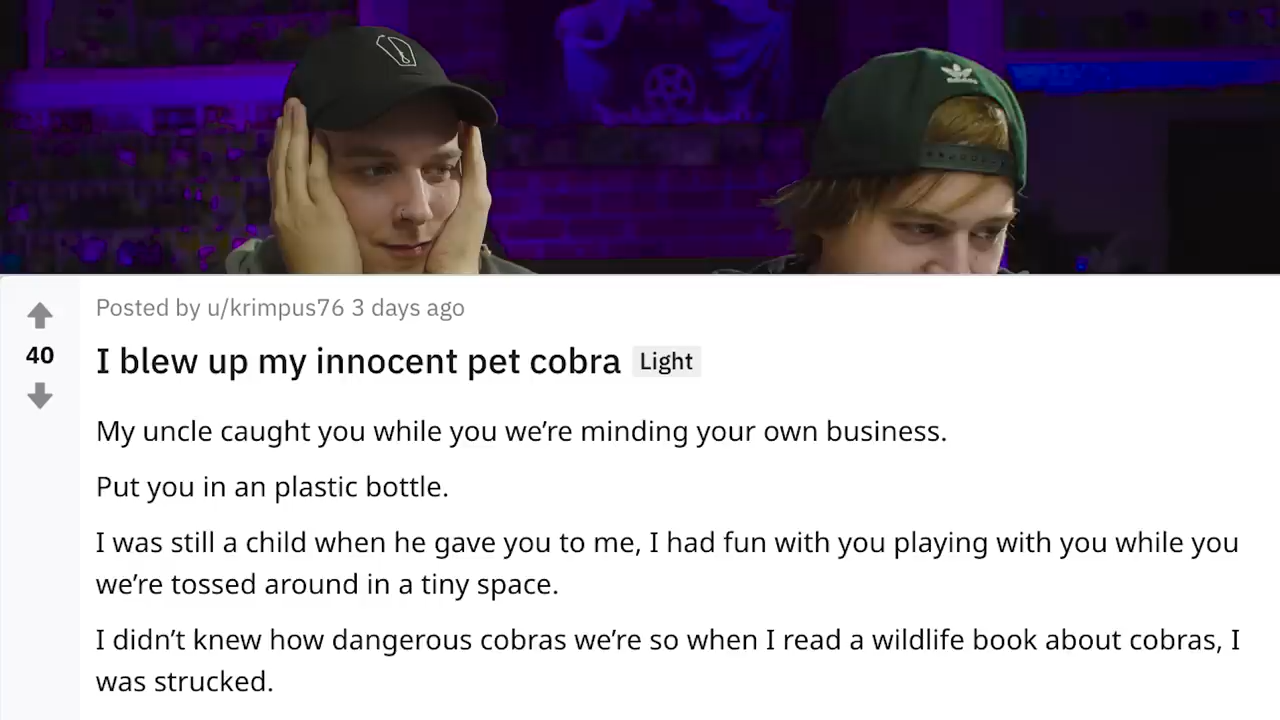 Posted by u/krimpus76 3 days ago
40
I blew up my innocent pet cobra Light
My uncle caught you while you we’re minding your own business.
Put you in an plastic bottle.
I was still a child when he gave you to me, I had fun with you playing with you while you
we’re tossed around in a tiny space.
I didn’t knew how dangerous cobras we’re so when I read a wildlife book about cobras, I
was strucked.